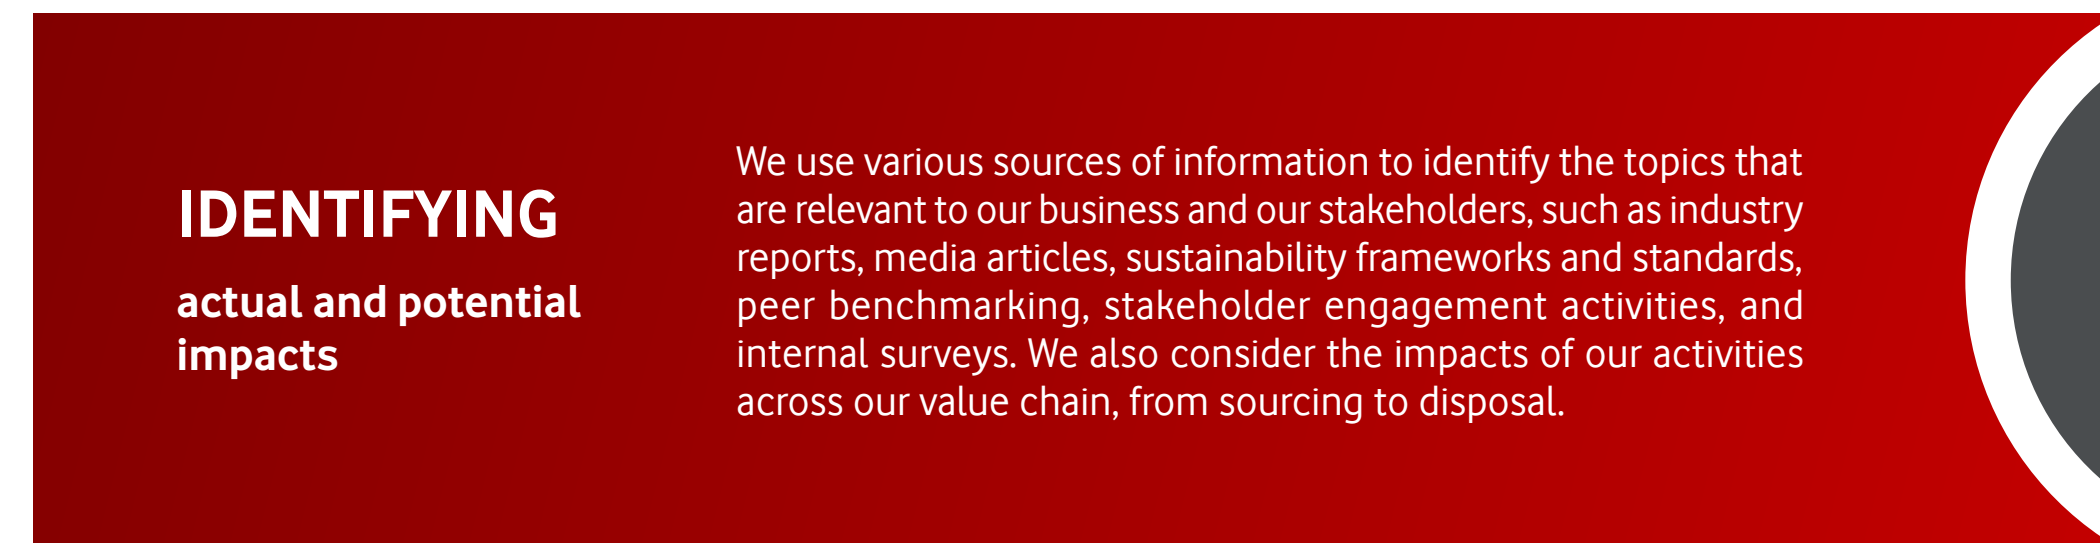 IDENTIFYING
actual and potential
impacts
We use various sources of information to identify the topics that
are relevant to our business and our stakeholders, such as industry
reports, media articles, sustainability frameworks and standards,
peer benchmarking, stakeholder engagement activities, and
internal surveys. We also consider the impacts of our activities
across our value chain, from sourcing to disposal.